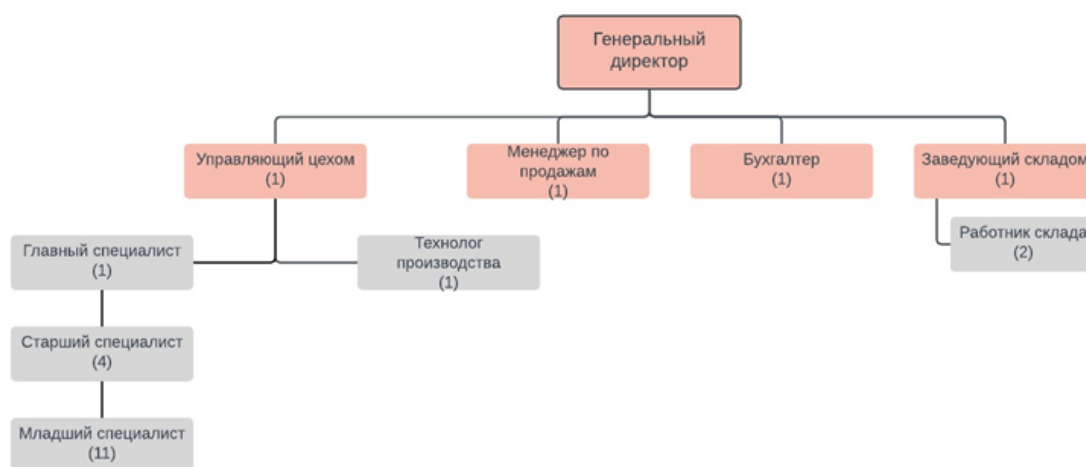 Генеральный
директор
Управляющий цехом
(1)
Менеджер по
продажам
(1)
Бухгалтер
(1)
Заведующий складом
(1)
Главный специалист
(1)
Технолог
производства
(1)
Работник склада
(2)
Старший специалист
(4)
Младший специалист
(11)